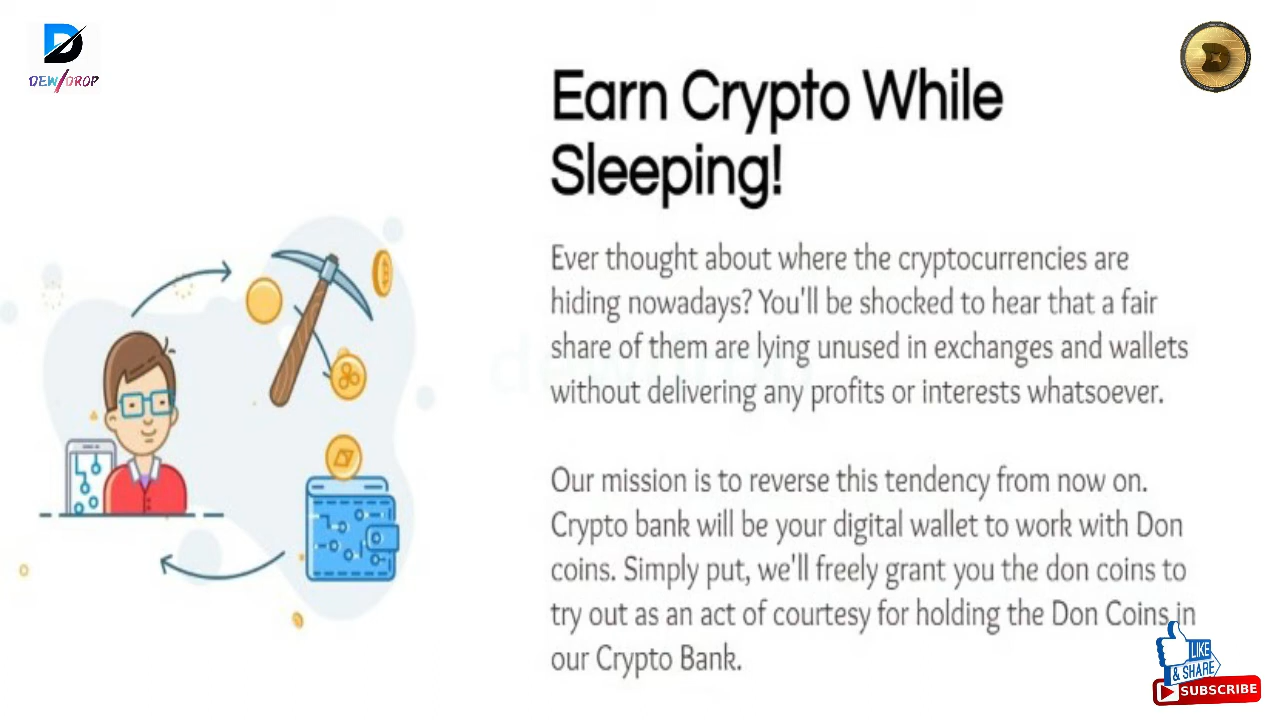 DEW/DROP
Earn Crypto While
Sleeping!
Ever thought about where the cryptocurrencies are
hiding nowadays? You'll be shocked to hear that a fair
share of them are lying unused in exchanges and wallets
without delivering any profits or interests whatsoever.
Our mission is to reverse this tendency from now on.
Crypto bank will be your digital wallet to work with Don
coins. Simply put, we'll freely grant you the don coins to
try out as an act of courtesy for holding the Don Coins in
our Crypto Bank.
LIKE
& SHARE
SUBSCRIBE